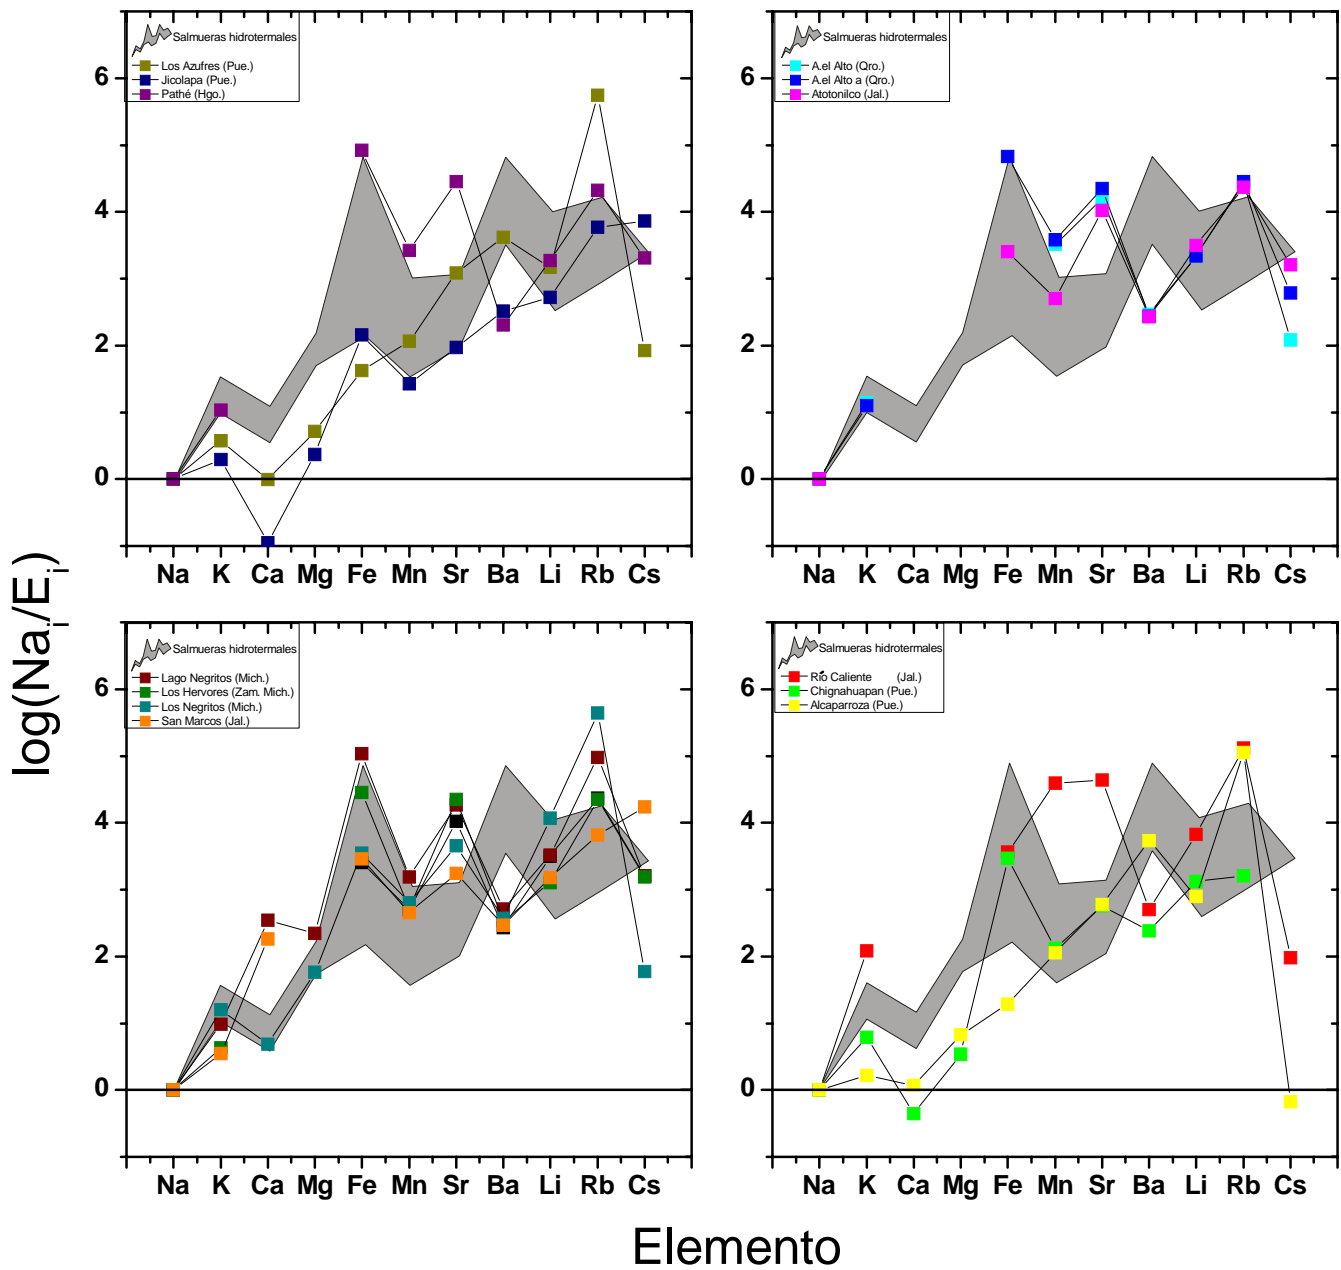 Salmueras hidrotermales
Los Azufres (Pue.)
Jicolapa (Pue.)
Pathé (Hgo.)
6
4
2
0
Na K Ca Mg Fe Mn Sr Ba Li Rb Cs
Salmueras hidrotermales
A.el Alto (Qro.)
A.el Alto a (Qro.)
Atotonilco (Jal.)
6
4
2
0
Na K Ca Mg Fe Mn Sr Ba Li Rb Cs
log(Na_i/E_i)
Salmueras hidrotermales
Lago Negritos (Mich.)
Los Hervores (Zam. Mich.)
Los Negritos (Mich.)
San Marcos (Jal.)
6
4
2
0
Na K Ca Mg Fe Mn Sr Ba Li Rb Cs
Salmueras hidrotermales
Río Caliente (Jal.)
Chignahuapan (Pue.)
Alcaparroza (Pue.)
6
4
2
0
Na K Ca Mg Fe Mn Sr Ba Li Rb Cs
Elemento